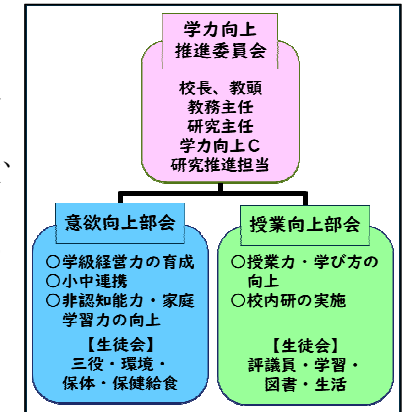 学力向上
推進委員会
校長、教頭
教務主任
研究主任
学力向上C
研究推進担当
意欲向上部会
○学級経営力の育成
○小中連携
○非認知能力・家庭
学習力の向上
【生徒会】
三役・環境・
保体・保健給食
授業向上部会
○授業力・学び方の
向上
○校内研の実施
【生徒会】
評議員・学習・
図書・生活
、